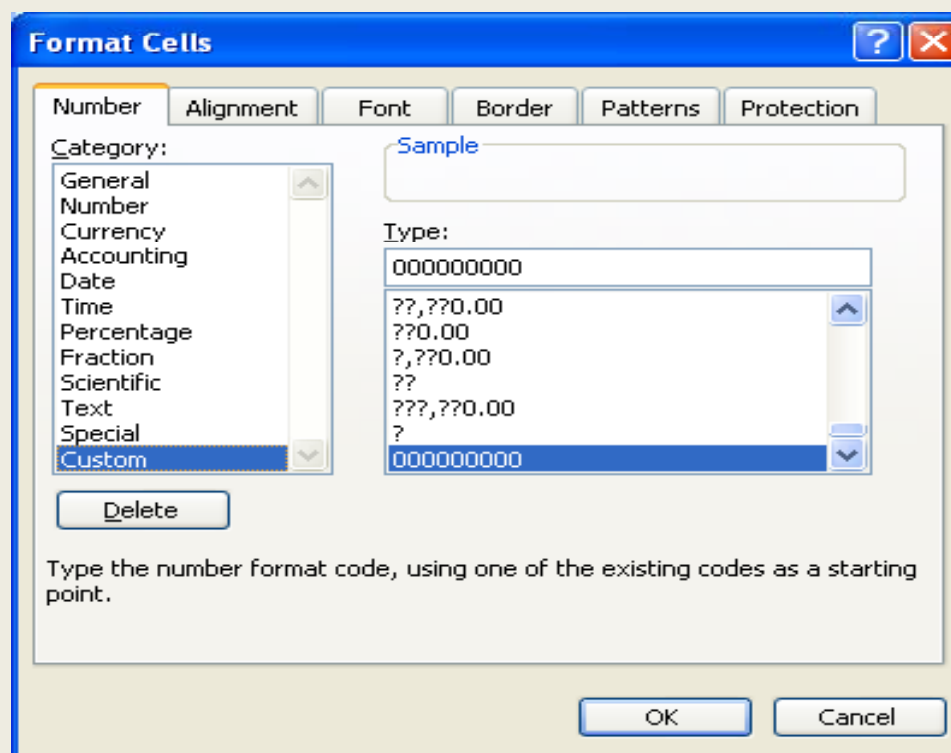 Format Cells
?
Number Alignment Font Border Patterns Protection
Category:
General
Number
Currency
Accounting
Date
Time
Percentage
Fraction
Scientific
Text
Special
Custom
Sample
Type:
000000000
??,??0.00
??0.00
?,??0.00
??
???,??0.00
?
000000000
Delete
Type the number format code, using one of the existing codes as a starting
point.
OK Cancel